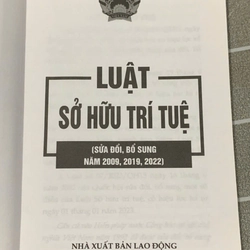 LUẬT
SỞ HỮU TRÍ TUỆ
(SỬA ĐỔI, BỔ SUNG
NĂM 2009, 2019, 2022)
NHÀ XUẤT BẢN LAO ĐỘNG